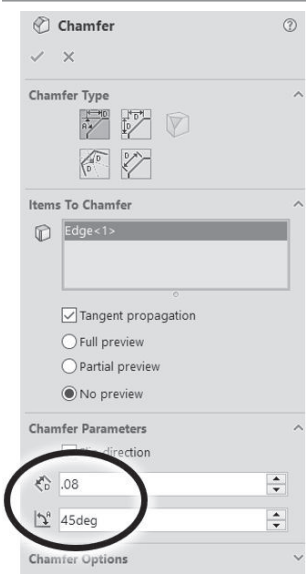 Chamfer
Chamfer Type
Items To Chamfer
Edge<1>
Tangent propagation
Full preview
Partial preview
No preview
Chamfer Parameters
direction
.08
45deg
Chamfer Options